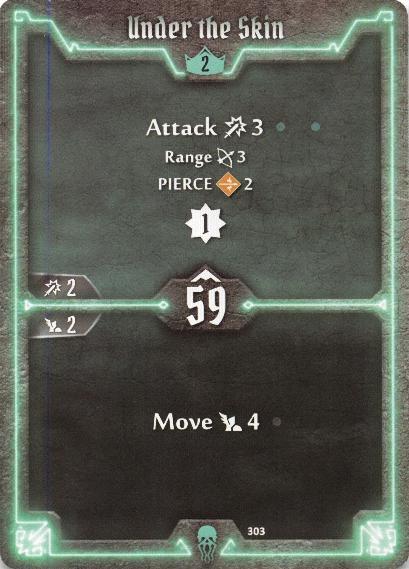 Under the Skin
2
Attack 3
Range 3
PIERCE 2
1
2
59
2
Move 4
303